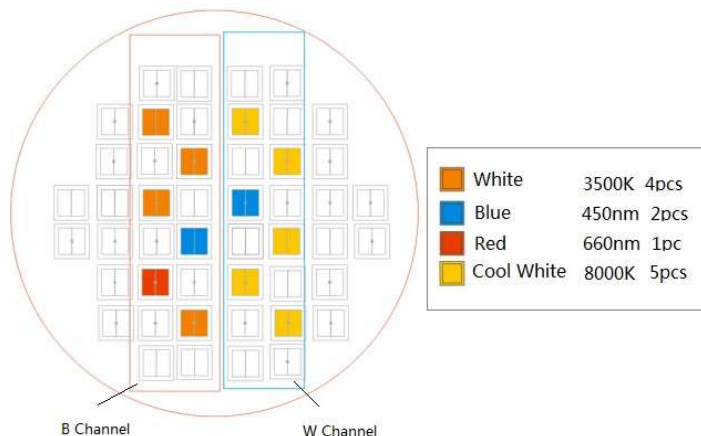 White 3500K 4pcs
Blue 450nm 2pcs
Red 660nm 1pc
Cool White 8000K 5pcs
B Channel
W Channel